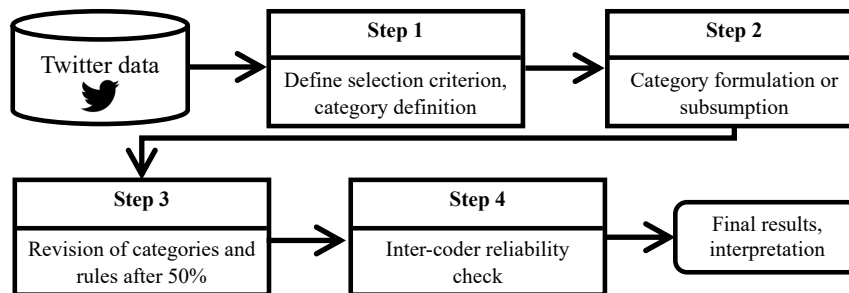 Twitter data
Step 1
Define selection criterion,
category definition
Step 2
Category formulation or
subsumption
Step 3
Revision of categories and
rules after 50%
Step 4
Inter-coder reliability
check
Final results,
interpretation